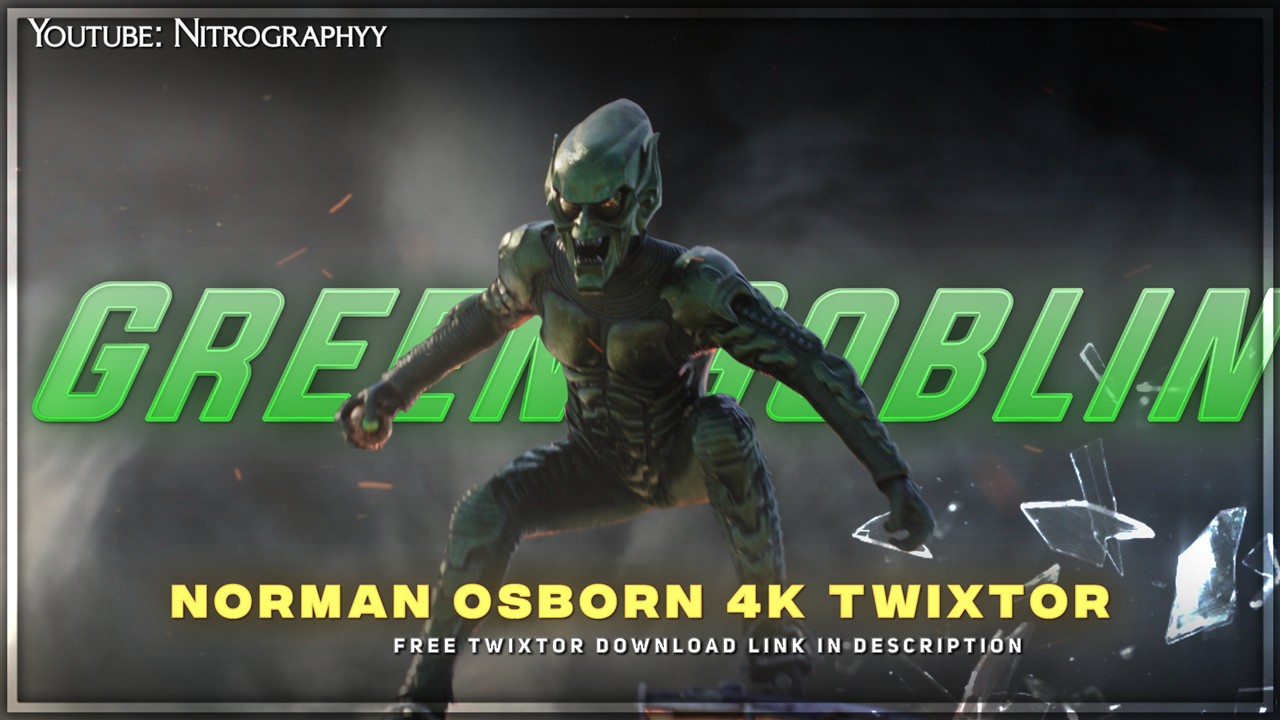 YOUTUBE: NITROGRAPHYY
GREEN GOBLIN
NORMAN OSBORN 4K TWIXTOR
FREE TWIXTOR DOWNLOAD LINK IN DESCRIPTION